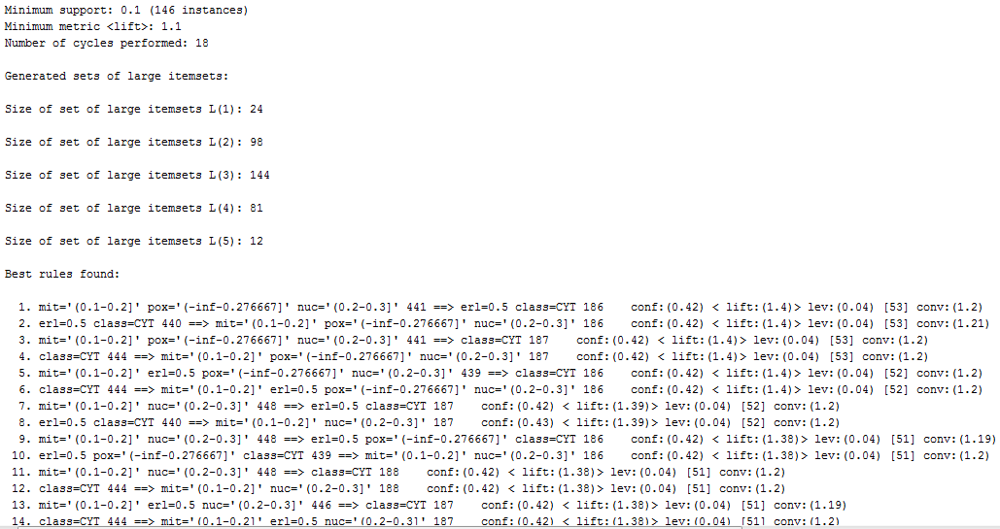 Minimum support: 0.1 (146 instances)
Minimum metric <lift>: 1.1
Number of cycles performed: 18
Generated sets of large itemsets:
Size of set of large itemsets L(1): 24
Size of set of large itemsets L(2): 98
Size of set of large itemsets L(3): 144
Size of set of large itemsets L(4): 81
Size of set of large itemsets L(5): 12
Best rules found:
1. mit='(0.1-0.2]' pox='(-inf-0.276667]' nuc='(0.2-0.3]' 441 ==> erl=0.5 class=CYT 186 conf:(0.42) < lift:(1.4)> lev:(0.04) [53] conv:(1.2)
2. erl=0.5 class=CYT 440 ==> mit='(0.1-0.2]' pox='(-inf-0.276667]' nuc='(0.2-0.3]' 186 conf:(0.42) < lift:(1.4)> lev:(0.04) [53] conv:(1.21)
3. mit='(0.1-0.2]' pox='(-inf-0.276667]' nuc='(0.2-0.3]' 441 ==> class=CYT 187 conf:(0.42) < lift:(1.4)> lev:(0.04) [53] conv:(1.2)
4. class=CYT 444 ==> mit='(0.1-0.2]' pox='(-inf-0.276667]' nuc='(0.2-0.3]' 187 conf:(0.42) < lift:(1.4)> lev:(0.04) [53] conv:(1.2)
5. mit='(0.1-0.2]' erl=0.5 pox='(-inf-0.276667]' nuc='(0.2-0.3]' 439 ==> class=CYT 186 conf:(0.42) < lift:(1.4)> lev:(0.04) [52] conv:(1.2)
6. class=CYT 444 ==> mit='(0.1-0.2]' erl=0.5 pox='(-inf-0.276667]' nuc='(0.2-0.3]' 186 conf:(0.42) < lift:(1.4)> lev:(0.04) [52] conv:(1.2)
7. mit='(0.1-0.2]' nuc='(0.2-0.3]' 448 ==> erl=0.5 class=CYT 187 conf:(0.42) < lift:(1.39)> lev:(0.04) [52] conv:(1.2)
8. erl=0.5 class=CYT 440 ==> mit='(0.1-0.2]' nuc='(0.2-0.3]' 187 conf:(0.43) < lift:(1.39)> lev:(0.04) [52] conv:(1.2)
9. mit='(0.1-0.2]' nuc='(0.2-0.3]' 448 ==> erl=0.5 pox='(-inf-0.276667]' class=CYT 186 conf:(0.42) < lift:(1.38)> lev:(0.04) [51] conv:(1.19)
10. erl=0.5 pox='(-inf-0.276667]' class=CYT 439 ==> mit='(0.1-0.2]' nuc='(0.2-0.3]' 186 conf:(0.42) < lift:(1.38)> lev:(0.04) [51] conv:(1.2)
11. mit='(0.1-0.2]' nuc='(0.2-0.3]' 448 ==> class=CYT 188 conf:(0.42) < lift:(1.38)> lev:(0.04) [51] conv:(1.2)
12. class=CYT 444 ==> mit='(0.1-0.2]' nuc='(0.2-0.3]' 188 conf:(0.42) < lift:(1.38)> lev:(0.04) [51] conv:(1.2)
13. mit='(0.1-0.2]' erl=0.5 nuc='(0.2-0.3]' 446 ==> class=CYT 187 conf:(0.42) < lift:(1.38)> lev:(0.04) [51] conv:(1.19)
14. class=CYT 444 ==> mit='(0.1-0.2]' erl=0.5 nuc='(0.2-0.3]' 187 conf:(0.42) < lift:(1.38)> lev:(0.04) [51] conv:(1.2)